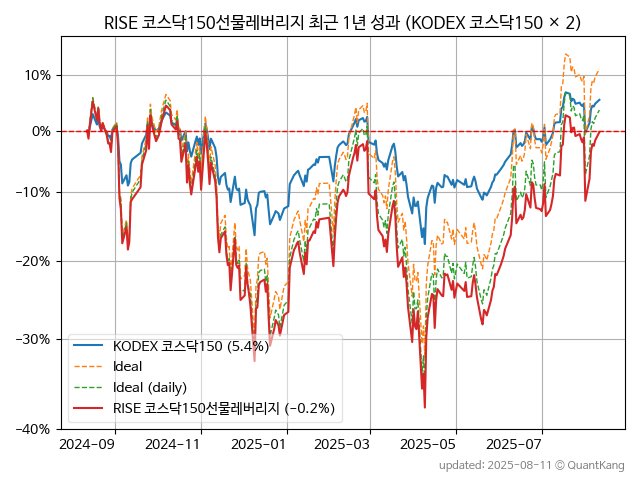 RISE 코스닥150선물레버리지 최근 1년 성과 (KODEX 코스닥150 × 2)
10%
0%
−10%
−20%
−30%
−40%
KODEX 코스닥150 (5.4%)
Ideal
Ideal (daily)
RISE 코스닥150선물레버리지 (−0.2%)
2024-09
2024-11
2025-01
2025-03
2025-05
2025-07
updated: 2025-08-11 © QuantKang